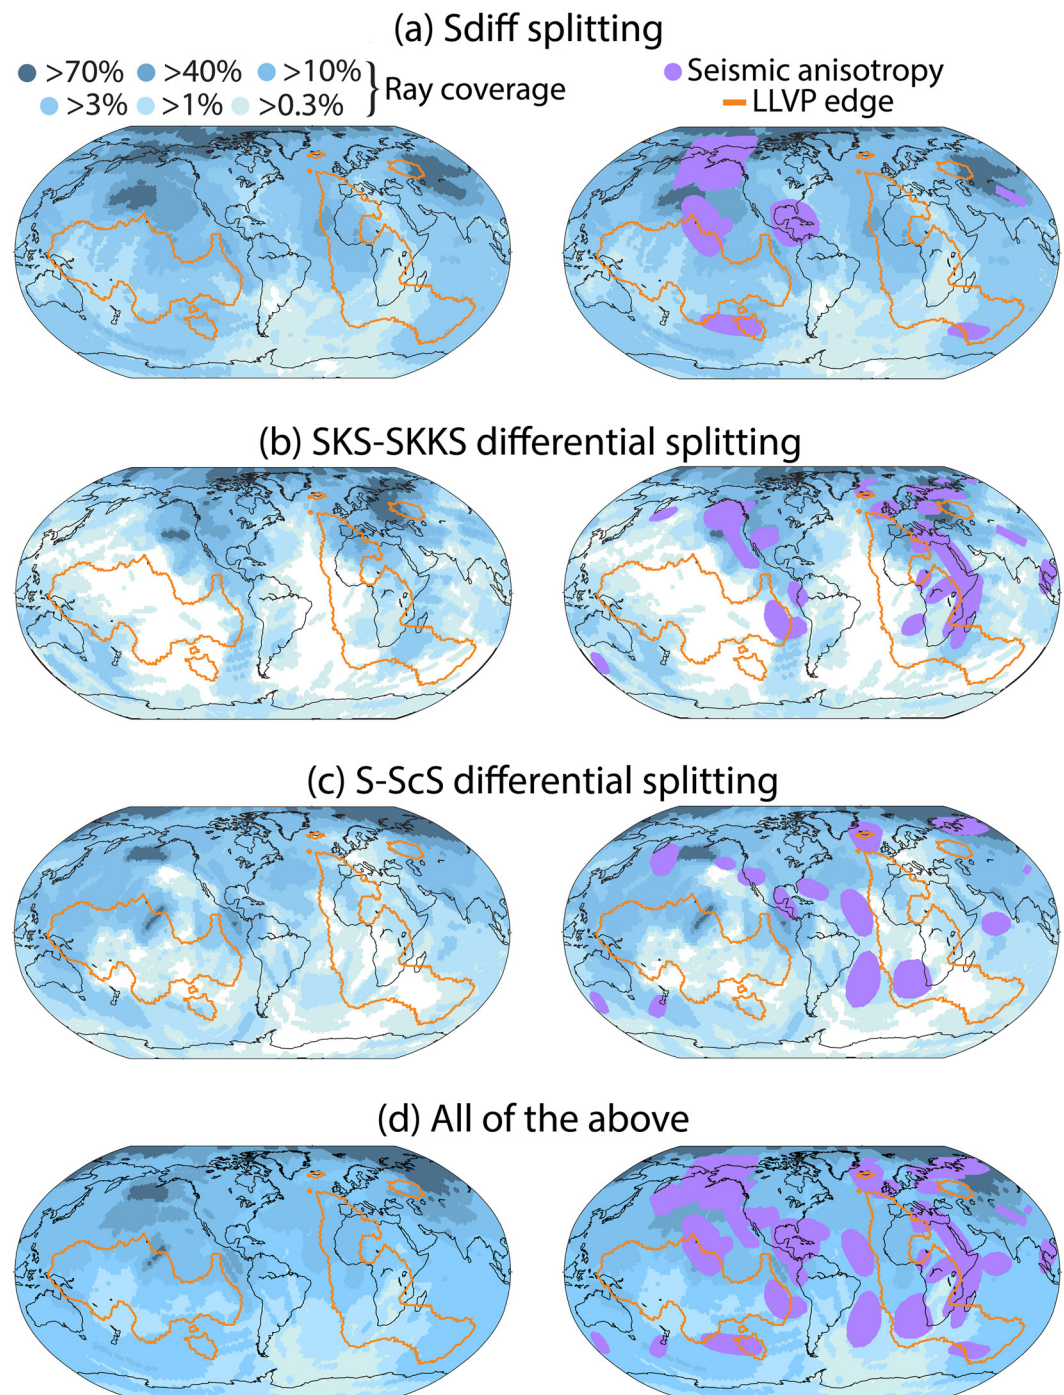 (a) Sdiff splitting
>70% >40% >10%
>3% >1% >0.3%
Ray coverage
Seismic anisotropy
LLVP edge
(b) SKS-SKKS differential splitting
(c) S-ScS differential splitting
(d) All of the above